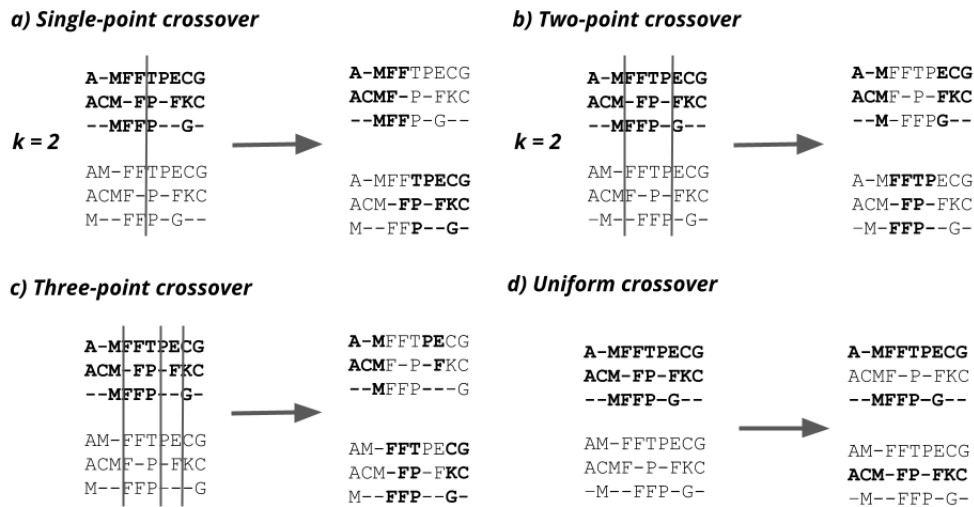 a) Single-point crossover
A-MFFTPECG
ACM-FP-FKC
--MFFP--G-
k = 2
AM-FFTPECG
ACMF-P-FKC
M--FFP-G--
A-MFFTPECG
ACMF-P-FKC
--MFFP-G-
A-MFFTPECG
ACM-FP-FKC
M--FFP--G-
b) Two-point crossover
A-MFFTPECG
ACM-FP-FKC
--MFFP-G--
k = 2
AM-FFTPECG
ACMF-P-FKC
-M--FFP-G-
A-MFFTPECG
ACMF-P-FKC
--M-FFPG-
A-MFFTPECG
ACM-FP-FKC
-M-FFP--G-
c) Three-point crossover
A-MFFTPECG
ACM-FP-FKC
--MFFP--G-
AM-FFTPECG
ACMF-P-FKC
M--FFP---G
A-MFFTPECG
ACMF-P-FKC
--MFFP---G
AM-FFTPECG
ACM-FP-FKC
M--FFP--G-
d) Uniform crossover
A-MFFTPECG
ACM-FP-FKC
--MFFP-G--
AM-FFTPECG
ACMF-P-FKC
-M--FFP-G-
A-MFFTPECG
ACMF-P-FKC
--MFFP-G--
AM-FFTPECG
ACM-FP-FKC
-M--FFP-G-